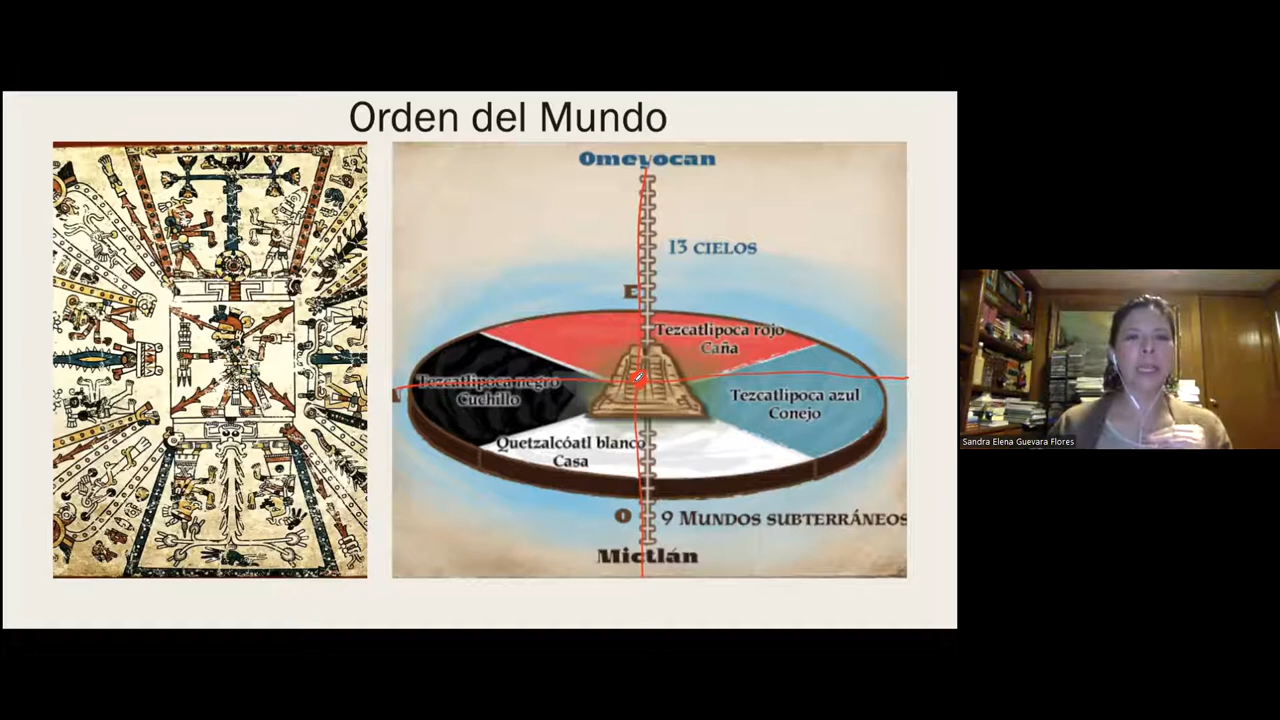 Orden del Mundo
Omeyocan
13 CIELOS
E
Tezcatlipoca rojo
Caña
Tezcatlipoca negro
Cuchillo
Tezcatlipoca azul
Conejo
Quetzalcóatl blanco
Casa
O
9 MUNDOS SUBTERRÁNEOS
Mictlán
Sandra Elena Guevara Flores